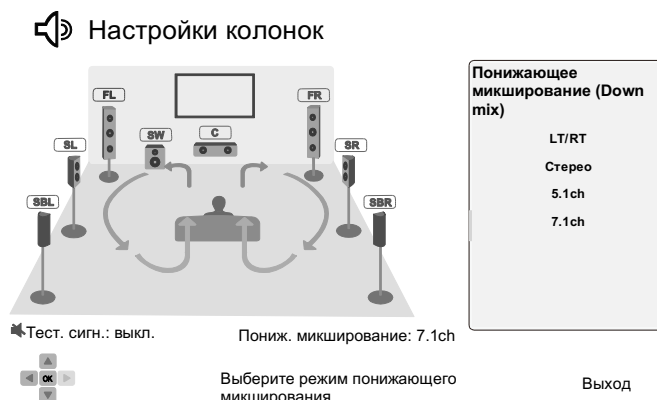 Настройки колонок
FL
FR
SW
C
SL
SR
SBL
SBR
Тест. сигн.: выкл.
Пониж. микширование: 7.1ch
OK
Выберите режим понижающего
микширования
Понижающее
микширование (Down
mix)
LT/RT
Стерео
5.1ch
7.1ch
Выход